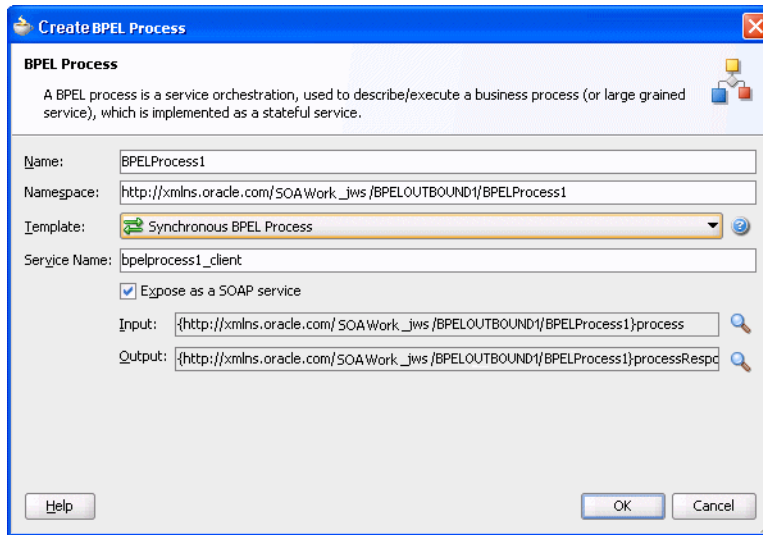 Create BPEL Process
BPEL Process
A BPEL process is a service orchestration, used to describe/execute a business process (or large grained
service), which is implemented as a stateful service.
Name: BPELProcess1
Namespace: http://xmlns.oracle.com/SOAWork_jws/BPELOUTBOUND1/BPELProcess1
Template: Synchronous BPEL Process
Service Name: bpelprocess1_client
Expose as a SOAP service
Input: {http://xmlns.oracle.com/SOAWork_jws/BPELOUTBOUND1/BPELProcess1}process
Output: {http://xmlns.oracle.com/SOAWork_jws/BPELOUTBOUND1/BPELProcess1}processRespo
Help OK Cancel